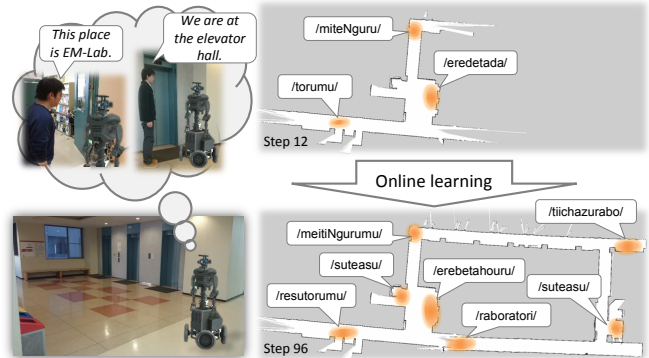 This place
is EM-Lab.
We are at
the elevator
hall.
/miteNguru/
/eredetada/
/torumu/
Step 12
Online learning
/tiichazurabo/
/meitiNgurumu/
/suteasu/
/erebetahouru/
/suteasu/
/resutorumu/
/raboratori/
Step 96